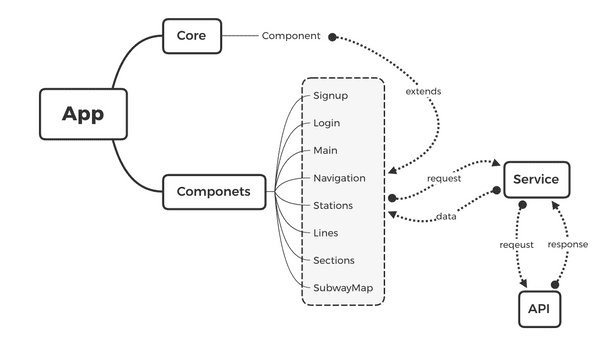 Core
Component
extends
App
Signup
Login
Main
Navigation
Stations
Lines
Sections
SubwayMap
Componets
request
data
Service
reqeust
response
API